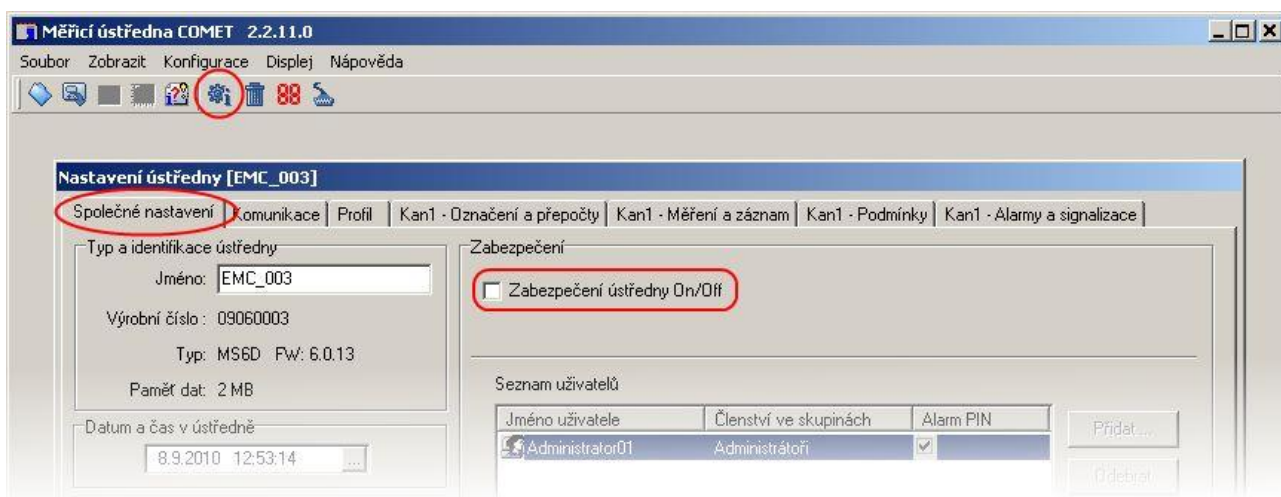 Měřicí ústředna COMET 2.2.11.0
Soubor Zobrazit Konfigurace Displej Nápověda
Nastavení ústředny [EMC_003]
Společné nastavení Komunikace Profil Kan1 - Označení a přepočty Kan1 - Měření a záznam Kan1 - Podmínky Kan1 - Alarmy a signalizace
Typ a identifikace ústředny
Jméno: EMC_003
Výrobní číslo : 09060003
Typ: MS6D FW: 6.0.13
Paměť dat: 2 MB
Datum a čas v ústředně
8.9.2010 12:53:14 ...
Zabezpečení
Zabezpečení ústředny On/Off
Seznam uživatelů
Jméno uživatele Členství ve skupinách Alarm PIN
Administrator01 Administrátoři
Přidat...
Odebrat